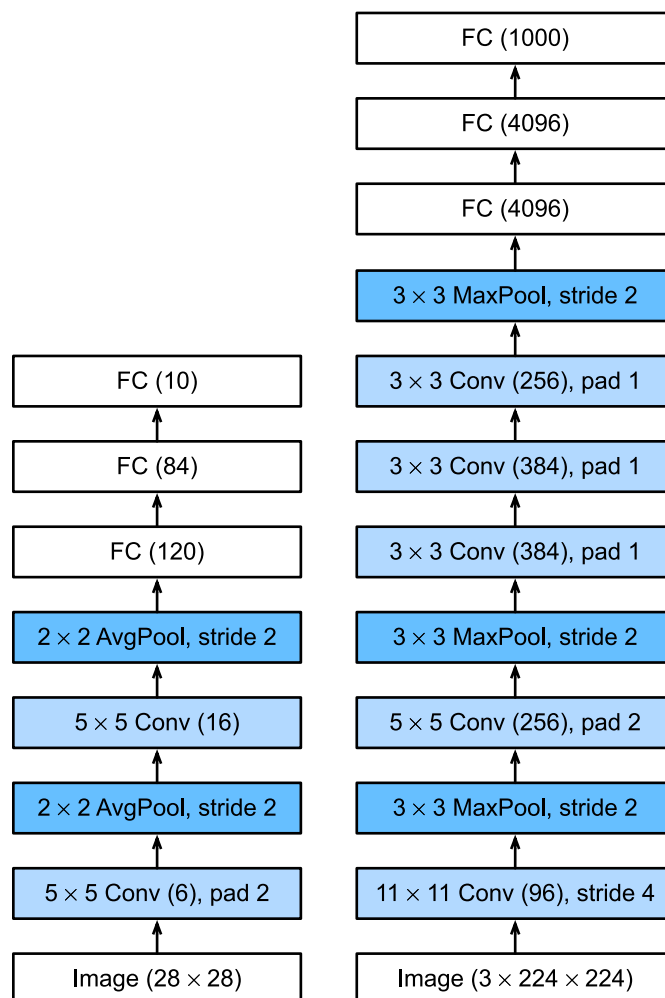 FC (10)
FC (84)
FC (120)
2 × 2 AvgPool, stride 2
5 × 5 Conv (16)
2 × 2 AvgPool, stride 2
5 × 5 Conv (6), pad 2
Image (28 × 28)
FC (1000)
FC (4096)
FC (4096)
3 × 3 MaxPool, stride 2
3 × 3 Conv (256), pad 1
3 × 3 Conv (384), pad 1
3 × 3 Conv (384), pad 1
3 × 3 MaxPool, stride 2
5 × 5 Conv (256), pad 2
3 × 3 MaxPool, stride 2
11 × 11 Conv (96), stride 4
Image (3 × 224 × 224)